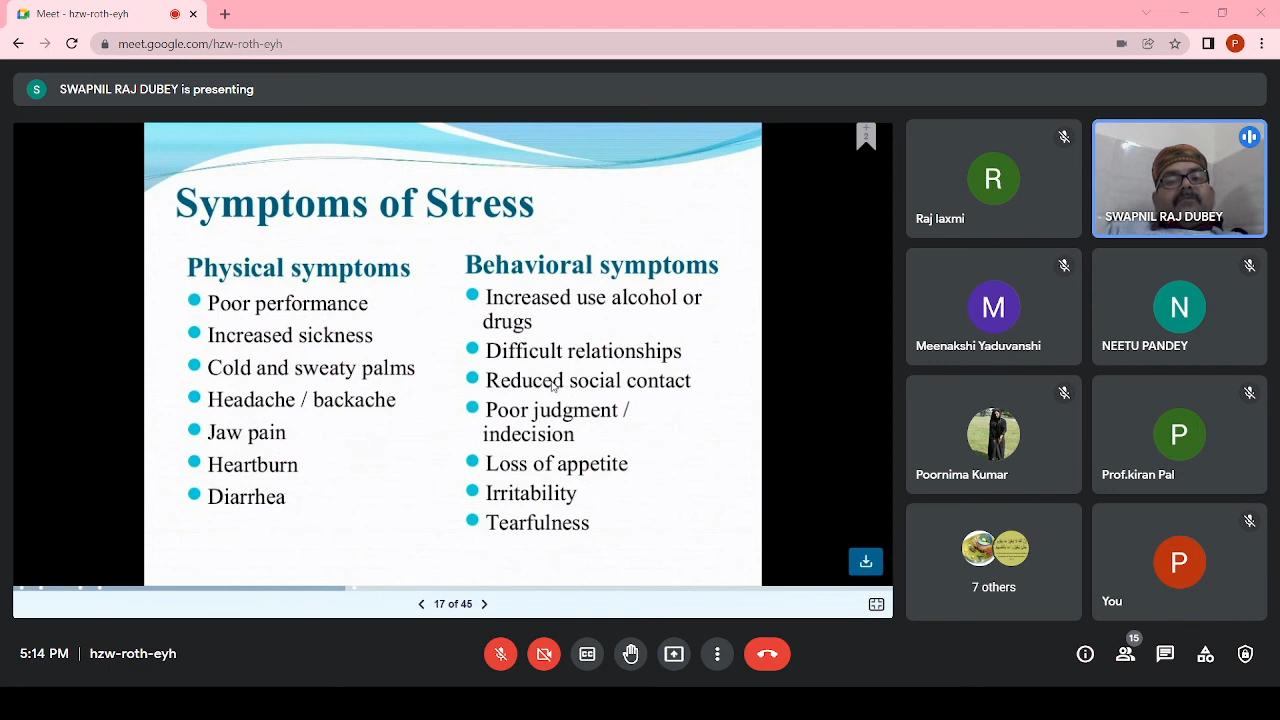 Meet - hzw-roth-eyh
meet.google.com/hzw-roth-eyh
P
S
SWAPNIL RAJ DUBEY is presenting
+
2
Symptoms of Stress
Physical symptoms
Poor performance
Increased sickness
Cold and sweaty palms
Headache / backache
Jaw pain
Heartburn
Diarrhea
Behavioral symptoms
Increased use alcohol or
drugs
Difficult relationships
Reduced social contact
Poor judgment /
indecision
Loss of appetite
Irritability
Tearfulness
17 of 45
R
Raj laxmi
SWAPNIL RAJ DUBEY
M
Meenakshi Yaduvanshi
N
NEETU PANDEY
Poornima Kumar
P
Prof.kiran Pal
7 others
P
You
5:14 PM | hzw-roth-eyh
CC
15